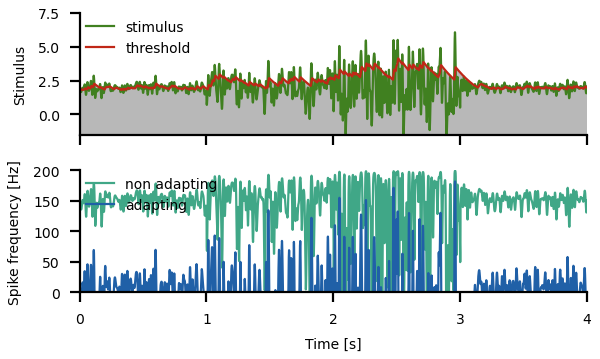 7.5
stimulus
5.0
threshold
2.5
0.0
Stimulus
200
non adapting
150
adapting
100
50
0
Spike frequency [Hz]
0 1 2 3 4
Time [s]